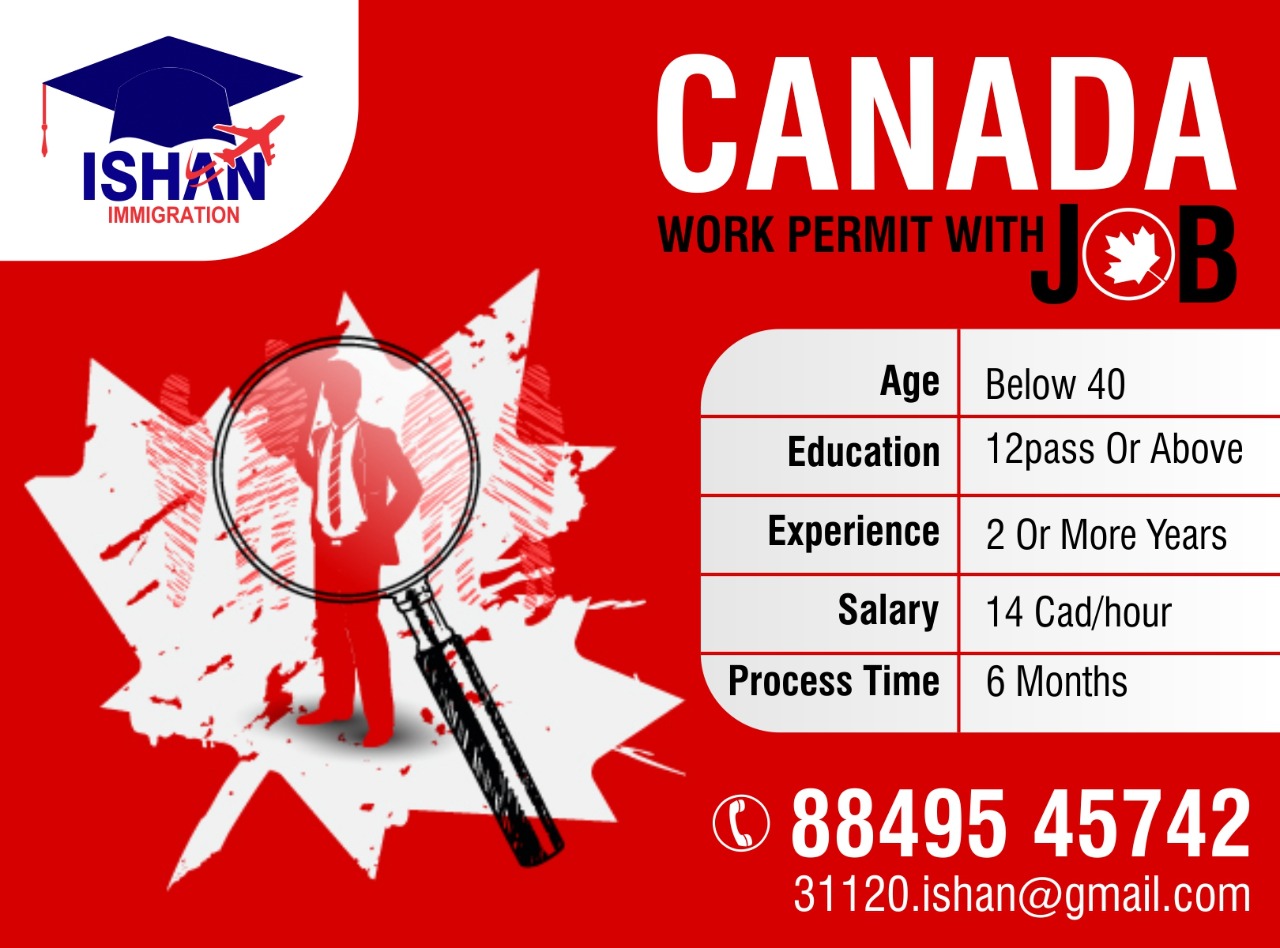 ISHAN
IMMIGRATION
CANADA
WORK PERMIT WITH JOB
Age Below 40
Education 12pass Or Above
Experience 2 Or More Years
Salary 14 Cad/hour
Process Time 6 Months
88495 45742
31120.ishan@gmail.com